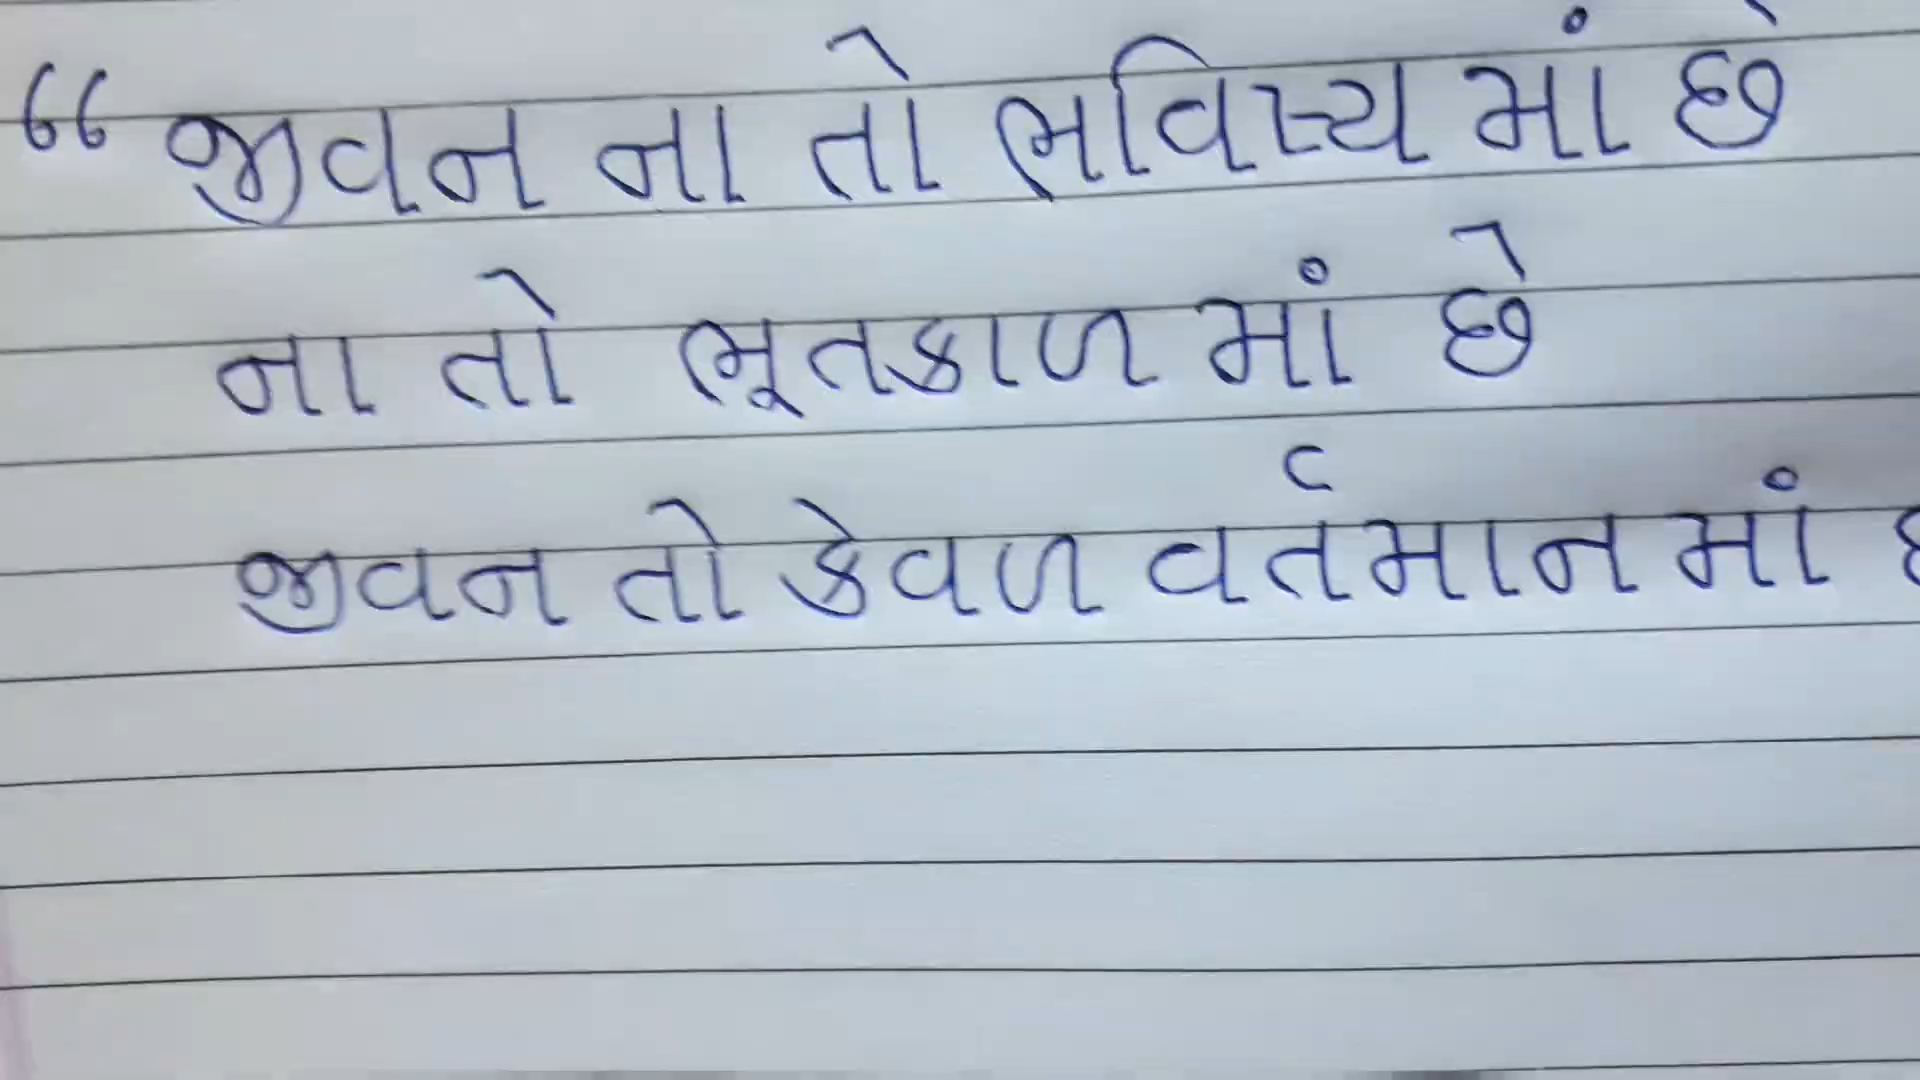 “જીવન ના તો ભવિષ્ય માં છે
ના તો ભૂતકાળ માં છે
જીવન તો કેવળ વર્તમાન માં